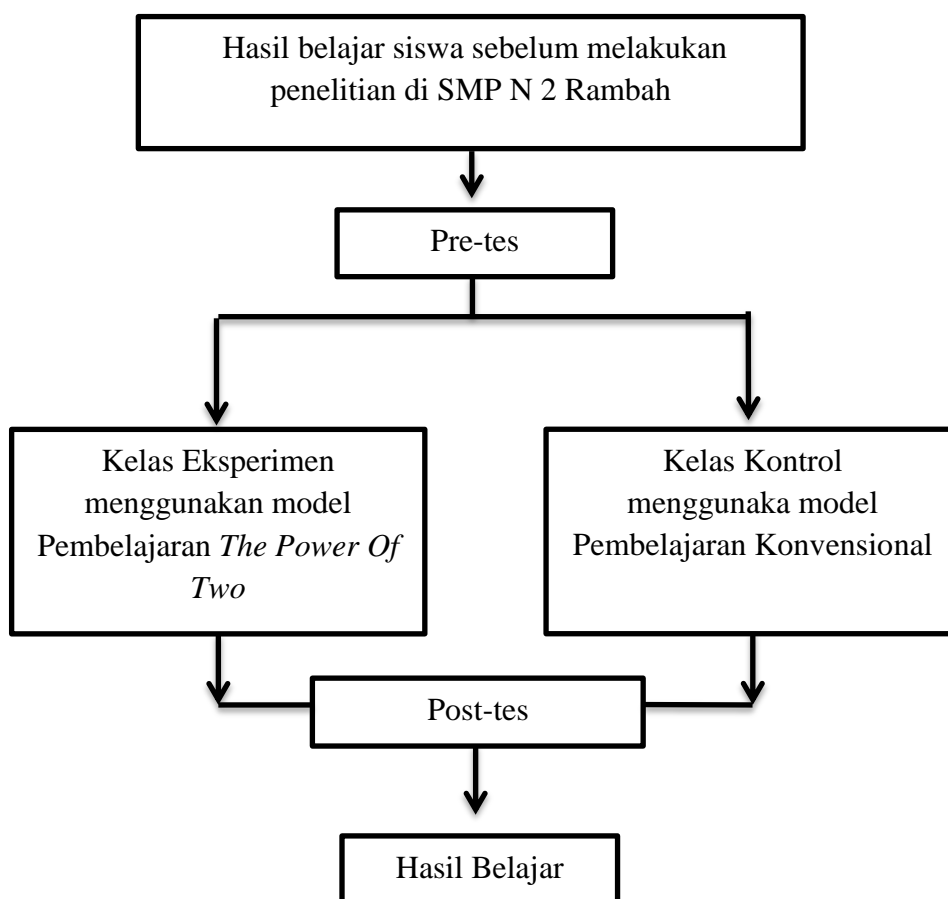 Hasil belajar siswa sebelum melakukan
penelitian di SMP N 2 Rambah
Pre-tes
Kelas Eksperimen
menggunakan model
Pembelajaran The Power Of
Two
Kelas Kontrol
menggunaka model
Pembelajaran Konvensional
Post-tes
Hasil Belajar